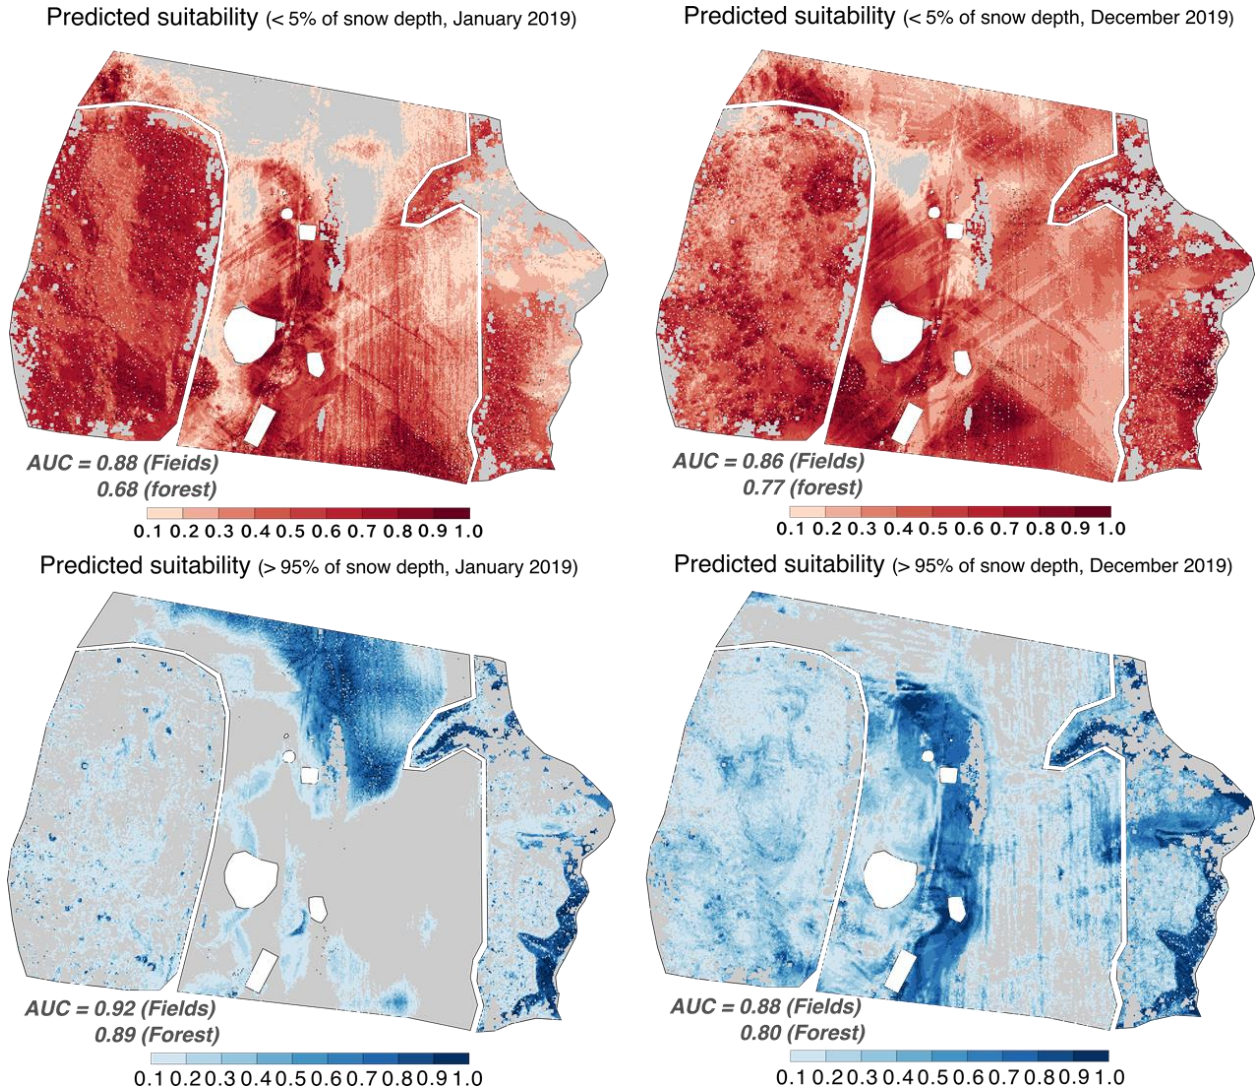 Predicted suitability (< 5% of snow depth, January 2019)
Predicted suitability (< 5% of snow depth, December 2019)
AUC = 0.88 (Fields)
0.68 (forest)
0.1 0.2 0.3 0.4 0.5 0.6 0.7 0.8 0.9 1.0
AUC = 0.86 (Fields)
0.77 (forest)
0.1 0.2 0.3 0.4 0.5 0.6 0.7 0.8 0.9 1.0
Predicted suitability (> 95% of snow depth, January 2019)
Predicted suitability (> 95% of snow depth, December 2019)
AUC = 0.92 (Fields)
0.89 (Forest)
0.1 0.2 0.3 0.4 0.5 0.6 0.7 0.8 0.9 1.0
AUC = 0.88 (Fields)
0.80 (Forest)
0.1 0.2 0.3 0.4 0.5 0.6 0.7 0.8 0.9 1.0